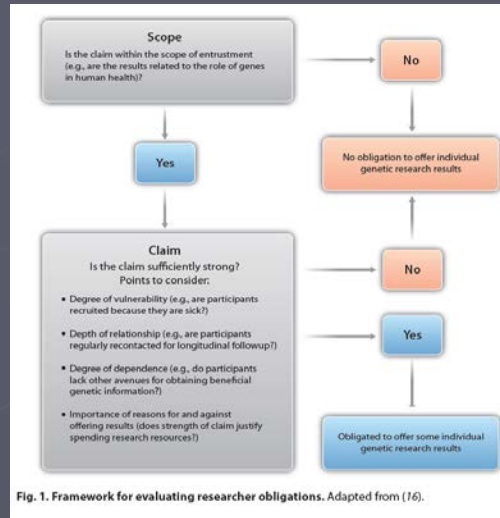 Scope
Is the claim within the scope of entrustment
(e.g., are the results related to the role of genes
in human health)?
No
Yes
No obligation to offer individual
genetic research results
Claim
Is the claim sufficiently strong?
Points to consider:
• Degree of vulnerability (e.g., are participants
recruited because they are sick?)
• Depth of relationship (e.g., are participants
regularly recontacted for longitudinal followup?)
• Degree of dependence (e.g., do participants
lack other avenues for obtaining beneficial
genetic information?)
• Importance of reasons for and against
offering results (does strength of claim justify
spending research resources?)
No
Yes
Obligated to offer some individual
genetic research results
Fig. 1. Framework for evaluating researcher obligations. Adapted from (16).